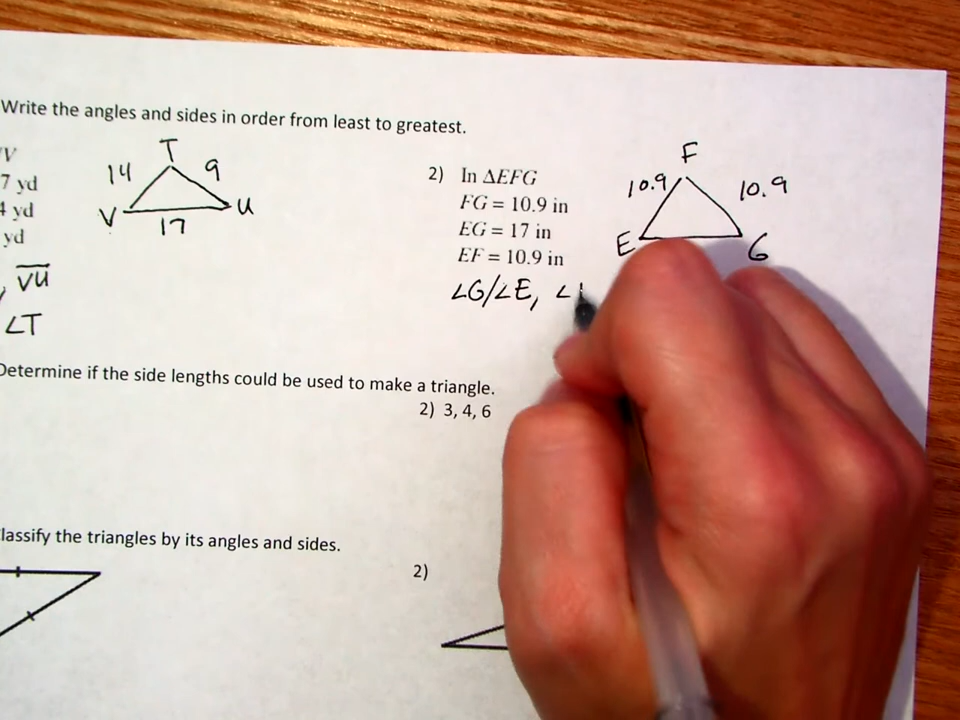 Write the angles and sides in order from least to greatest.
V
7 yd
4 yd
yd
, VU
∠T
T
14
9
V
U
17
2) In ΔEFG
FG = 10.9 in
EG = 17 in
EF = 10.9 in
∠G/∠E, ∠
F
10.9
10.9
E
G
Determine if the side lengths could be used to make a triangle.
2) 3, 4, 6
lassify the triangles by its angles and sides.
2)